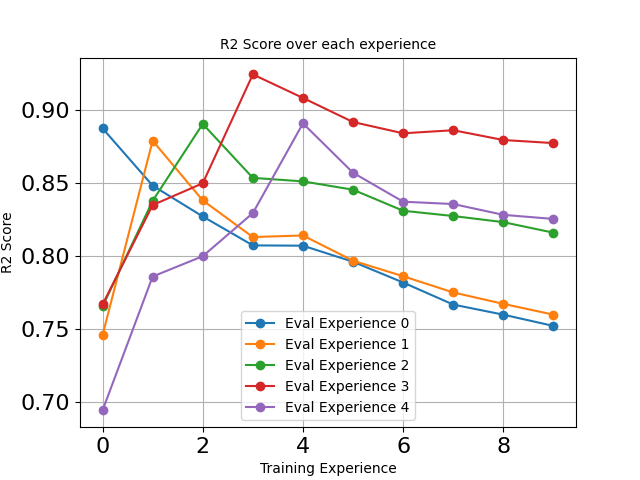 R2 Score over each experience
R2 Score
0.90
0.85
0.80
0.75
0.70
Eval Experience 0
Eval Experience 1
Eval Experience 2
Eval Experience 3
Eval Experience 4
0 2 4 6 8
Training Experience